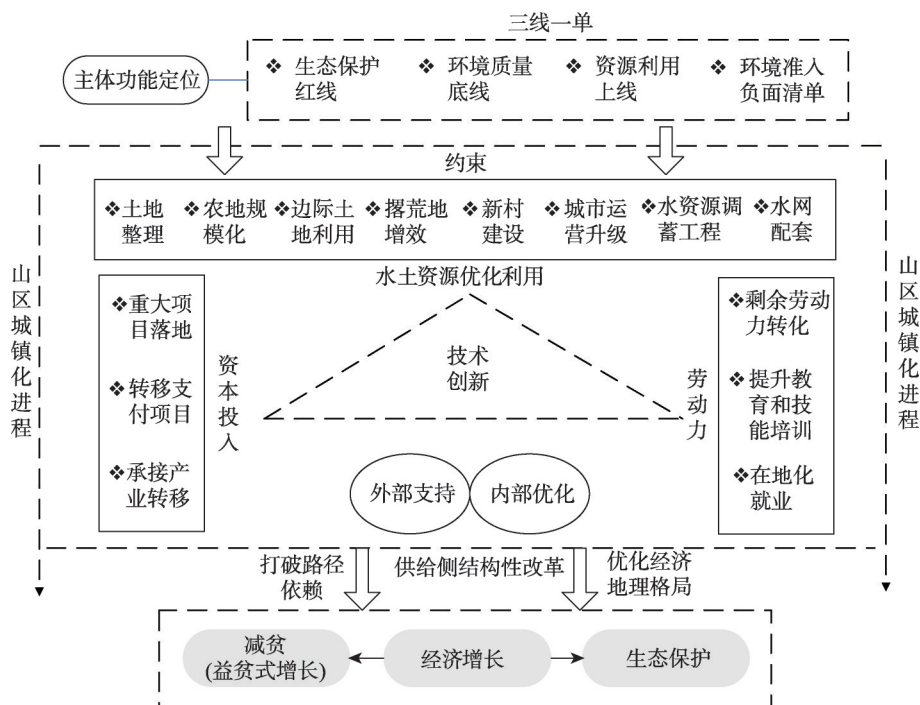 三线一单
主体功能定位
❖ 生态保护
红线
❖ 环境质量
底线
❖ 资源利用
上线
❖ 环境准入
负面清单
约束
❖土地
整理
❖农地规
模化
❖边际土
地利用
❖撂荒地
增效
❖新村
建设
❖城市运
营升级
❖水资源调
蓄工程
❖水网
配套
水土资源优化利用
山区城镇化进程
❖重大项
目落地
❖转移支
付项目
❖承接产
业转移
资本投入
技术
创新
劳动力
❖剩余劳动
力转化
❖提升教
育和技
能培训
❖在地化
就业
山区城镇化进程
外部支持
内部优化
打破路径
依赖
供给侧结构性改革
优化经济
地理格局
减贫
(益贫式增长)
经济增长
生态保护